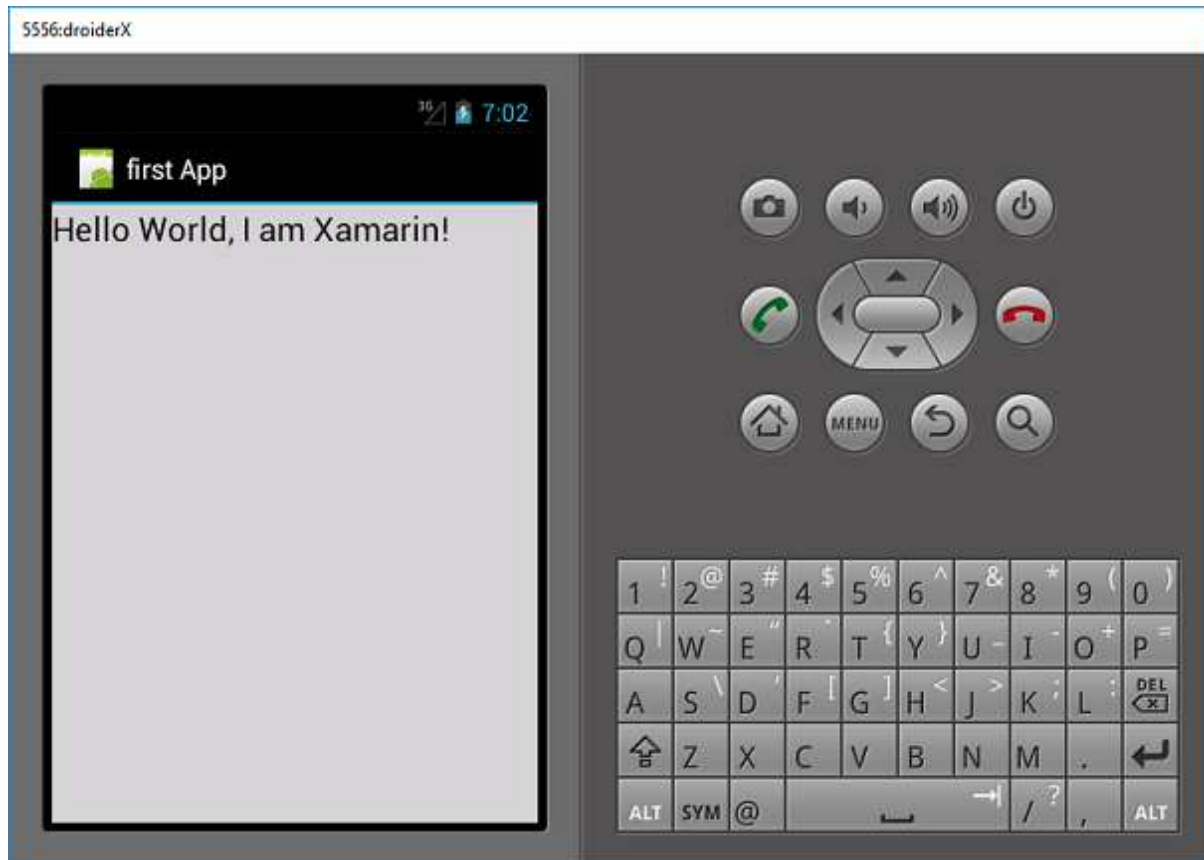 5556:droiderX
3G 7:02
first App
Hello World, I am Xamarin!
MENU
1 ! 2 @ 3 # 4 $ 5 % 6 ^ 7 & 8 * 9 ( 0 )
Q | W ~ E " R ` T { Y } U _ I - O + P =
A S \ D ' F [ G ] H < J > K ; L : DEL
Z X C V B N M .
ALT SYM @ / ? , ALT